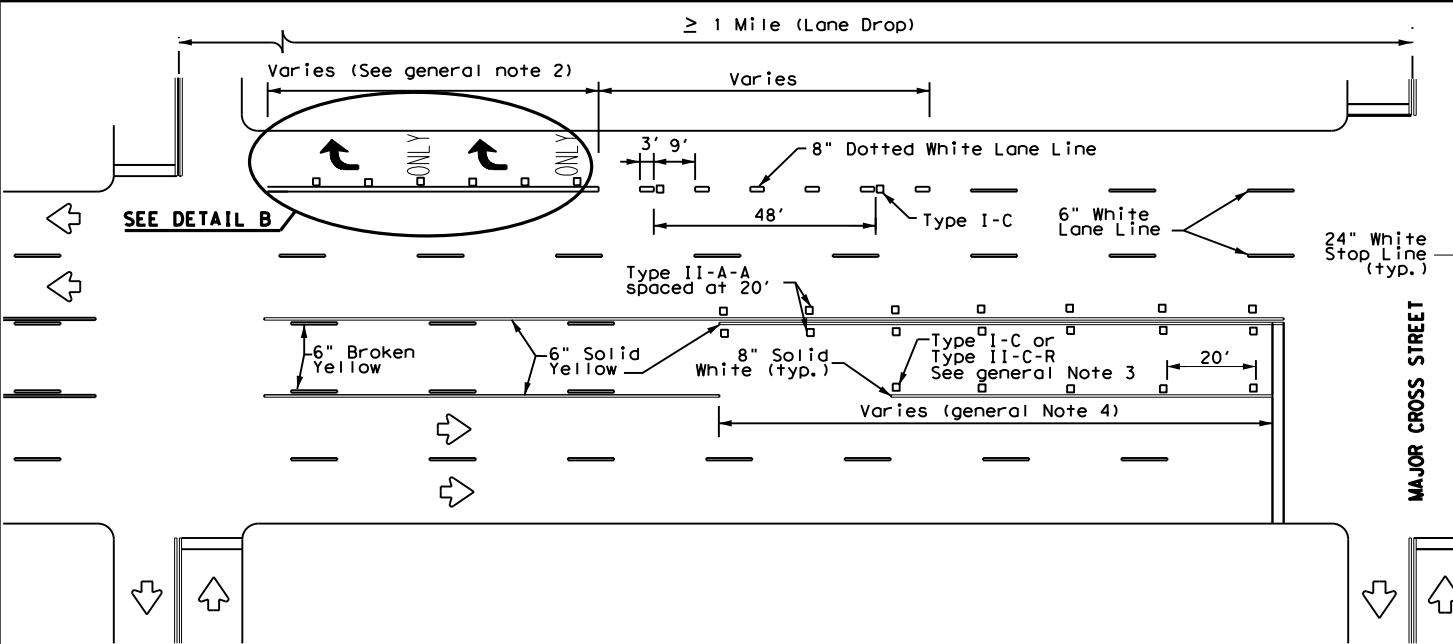 ≥ 1 Mile (Lane Drop)
Varies (See general note 2)
Varies
ONLY
ONLY
3'
9'
8" Dotted White Lane Line
SEE DETAIL B
48'
Type I-C
6" White
Lane Line
24" White
Stop Line
(typ.)
Type II-A-A
spaced at 20'
6" Broken
Yellow
6" Solid
Yellow
8" Solid
White (typ.)
Type I-C or
Type II-C-R
See general Note 3
20'
Varies (general Note 4)
MAJOR CROSS STREET